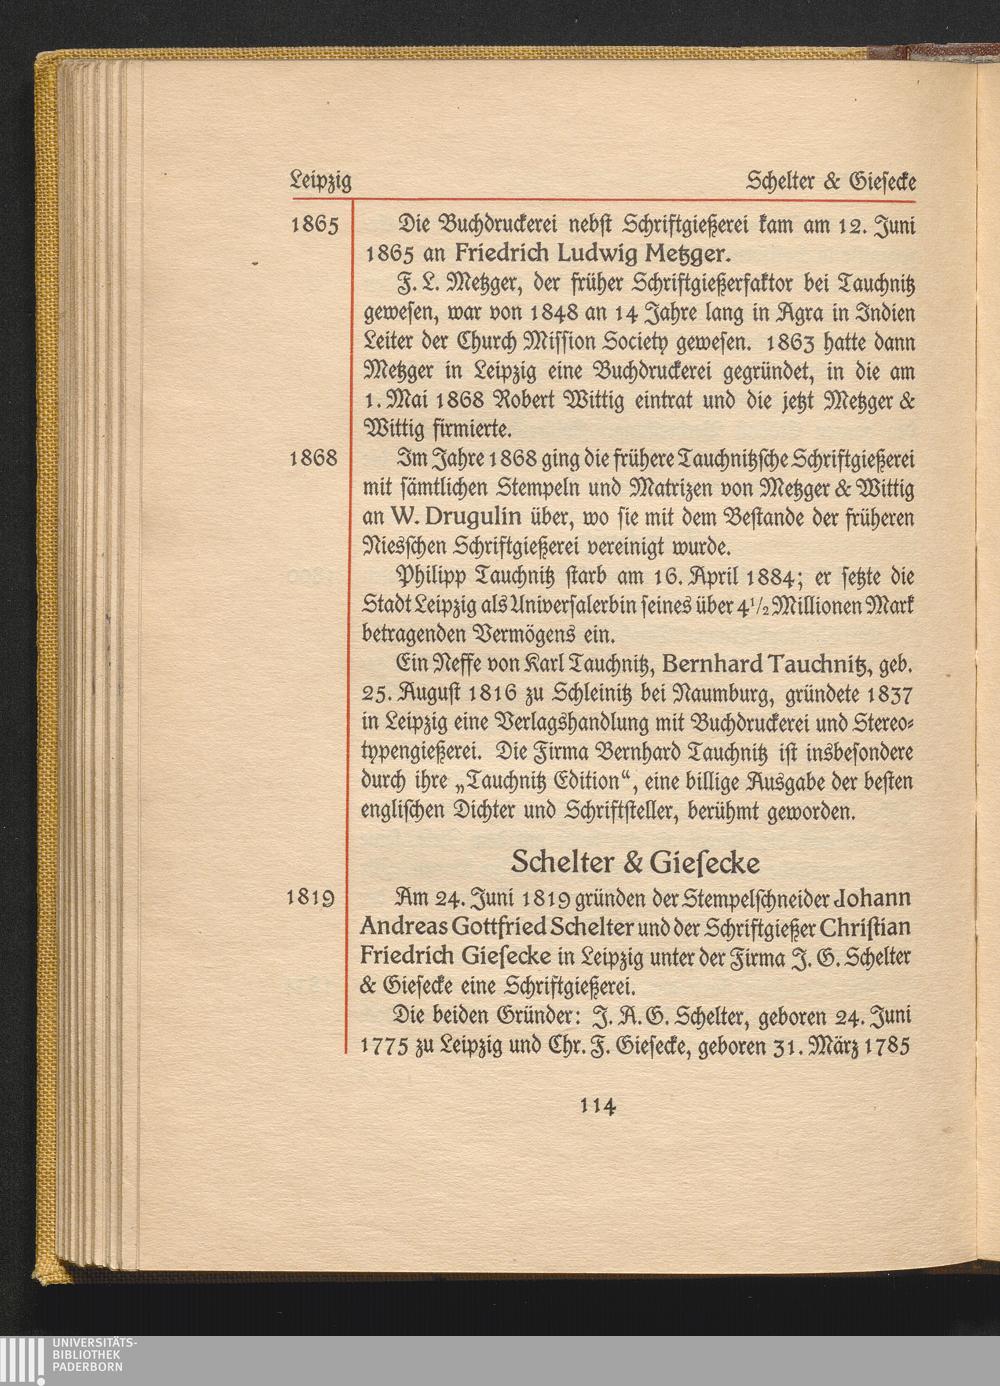 Leipzig Schelter & Giesecke
1865 Die Buchdruckerei nebst Schriftgießerei kam am 12. Juni
1865 an Friedrich Ludwig Metzger.
F. L. Metzger, der früher Schriftgießerfaktor bei Tauchnitz
gewesen, war von 1848 an 14 Jahre lang in Agra in Indien
Leiter der Church Mission Society gewesen. 1863 hatte dann
Metzger in Leipzig eine Buchdruckerei gegründet, in die am
1. Mai 1868 Robert Wittig eintrat und die jetzt Metzger &
Wittig firmierte.
1868 Im Jahre 1868 ging die frühere Tauchnitzsche Schriftgießerei
mit sämtlichen Stempeln und Matrizen von Metzger & Wittig
an W. Drugulin über, wo sie mit dem Bestande der früheren
Niesschen Schriftgießerei vereinigt wurde.
Philipp Tauchnitz starb am 16. April 1884; er setzte die
Stadt Leipzig als Universalerbin seines über 4½ Millionen Mark
betragenden Vermögens ein.
Ein Neffe von Karl Tauchnitz, Bernhard Tauchnitz, geb.
25. August 1816 zu Schleinitz bei Naumburg, gründete 1837
in Leipzig eine Verlagshandlung mit Buchdruckerei und Stereo-
typengießerei. Die Firma Bernhard Tauchnitz ist insbesondere
durch ihre „Tauchnitz Edition“, eine billige Ausgabe der besten
englischen Dichter und Schriftsteller, berühmt geworden.
Schelter & Gieſecke
1819 Am 24. Juni 1819 gründen der Stempelschneider Johann
Andreas Gottfried Schelter und der Schriftgießer Chriſtian
Friedrich Gieſecke in Leipzig unter der Firma J. G. Schelter
& Giesecke eine Schriftgießerei.
Die beiden Gründer: J. A. G. Schelter, geboren 24. Juni
1775 zu Leipzig und Chr. F. Giesecke, geboren 31. März 1785
114
UNIVERSITÄTS-
BIBLIOTHEK
PADERBORN